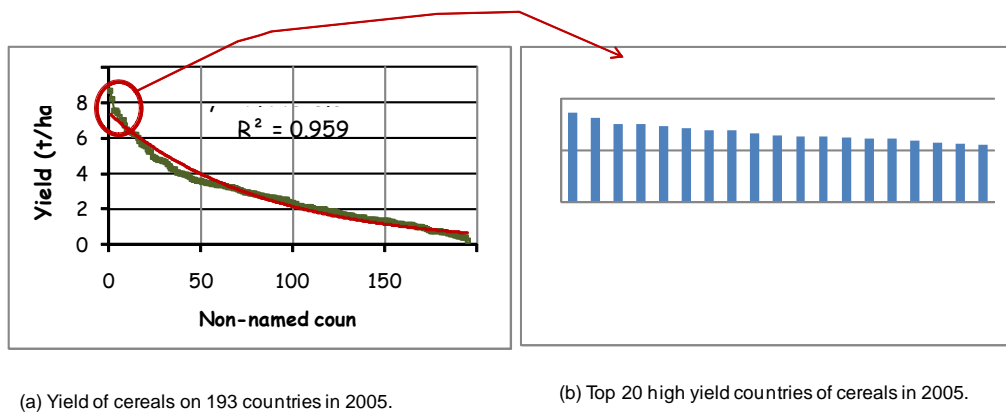 8
6
4
2
0
Yield (t/ha
R² = 0.959
0 50 100 150
Non-named coun
(a) Yield of cereals on 193 countries in 2005.
(b) Top 20 high yield countries of cereals in 2005.